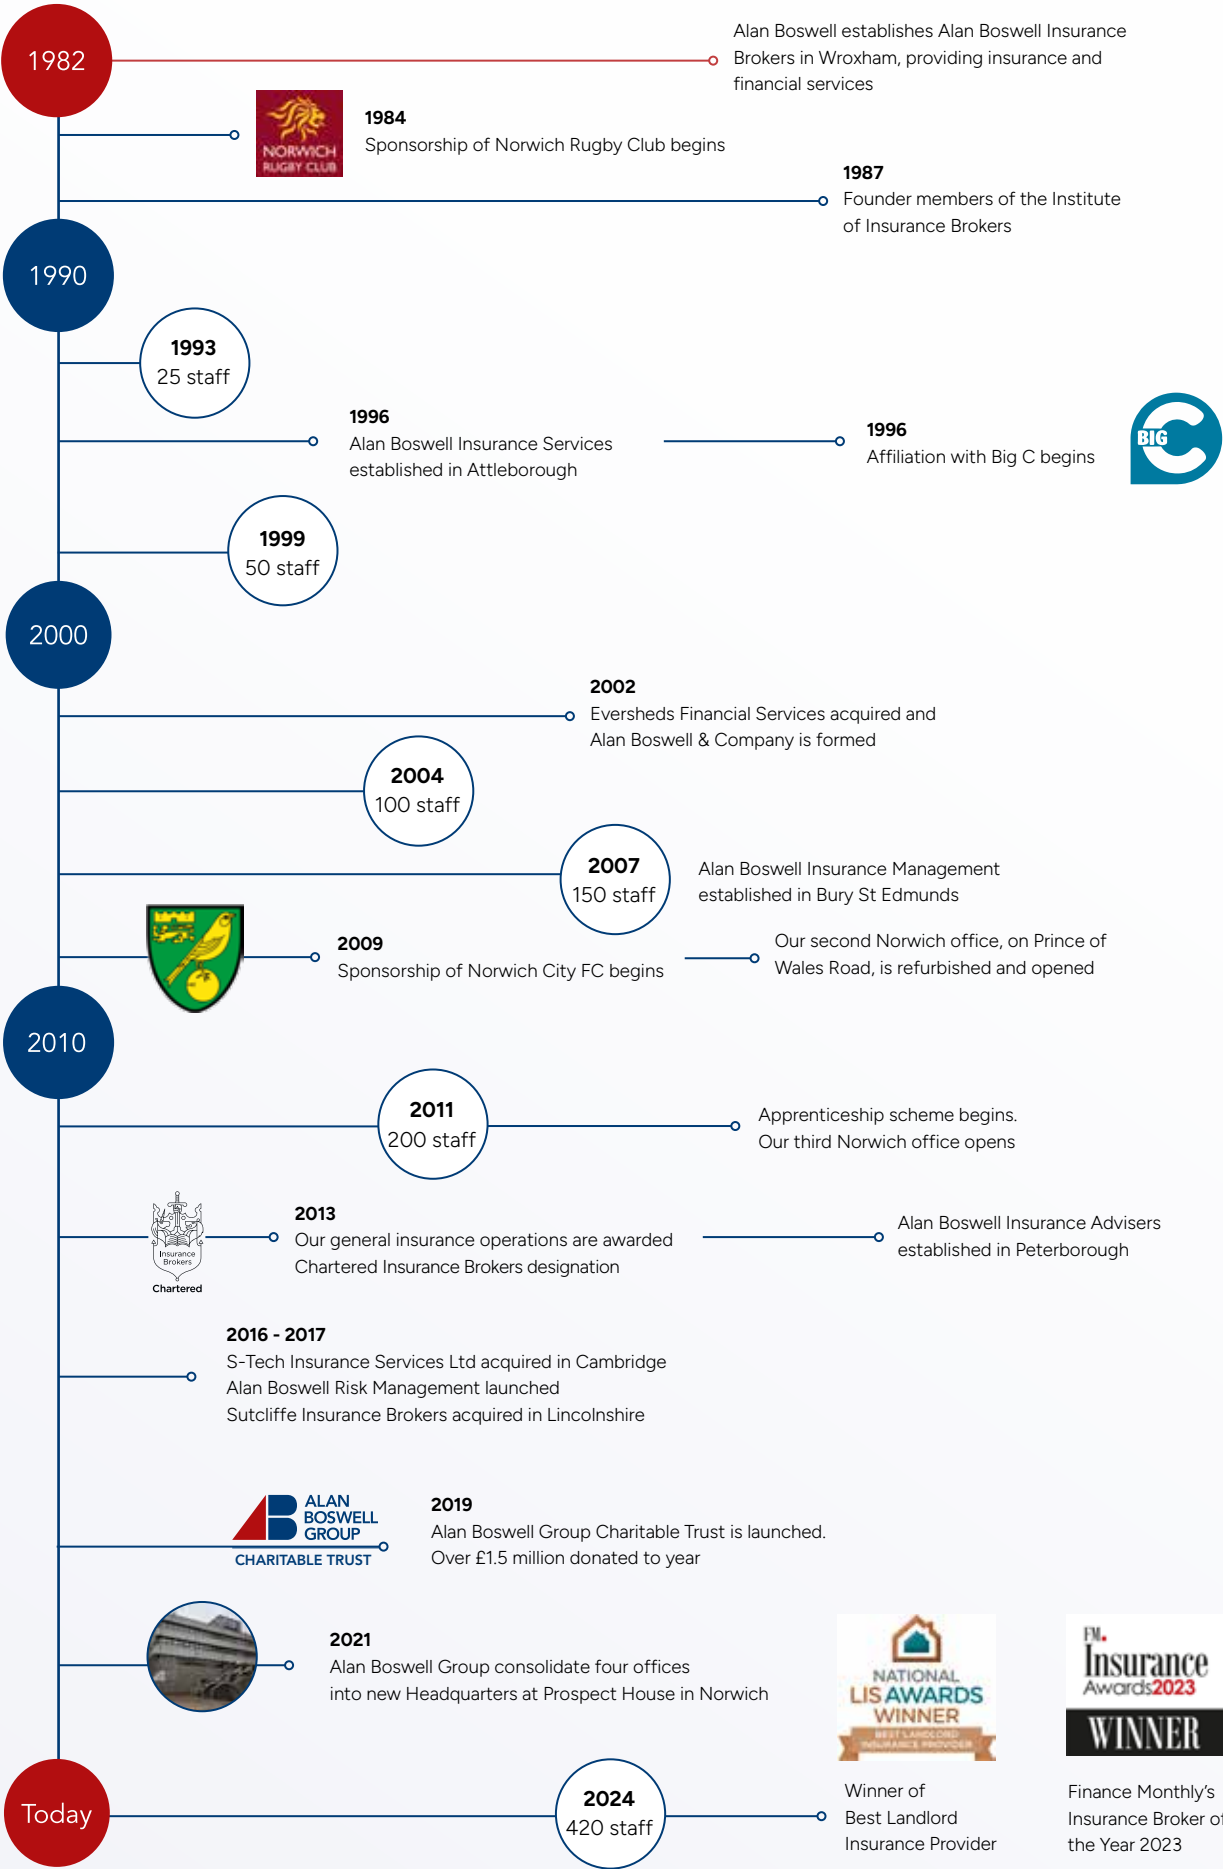 1982
Alan Boswell establishes Alan Boswell Insurance
Brokers in Wroxham, providing insurance and
financial services
NORWICH
RUGBY CLUB
1984
Sponsorship of Norwich Rugby Club begins
1987
Founder members of the Institute
of Insurance Brokers
1990
1993
25 staff
1996
Alan Boswell Insurance Services
established in Attleborough
1996
Affiliation with Big C begins
BIG C
1999
50 staff
2000
2002
Eversheds Financial Services acquired and
Alan Boswell & Company is formed
2004
100 staff
2007
150 staff
Alan Boswell Insurance Management
established in Bury St Edmunds
2009
Sponsorship of Norwich City FC begins
Our second Norwich office, on Prince of
Wales Road, is refurbished and opened
2010
2011
200 staff
Apprenticeship scheme begins.
Our third Norwich office opens
Insurance
Brokers
Chartered
2013
Our general insurance operations are awarded
Chartered Insurance Brokers designation
Alan Boswell Insurance Advisers
established in Peterborough
2016 - 2017
S-Tech Insurance Services Ltd acquired in Cambridge
Alan Boswell Risk Management launched
Sutcliffe Insurance Brokers acquired in Lincolnshire
ALAN
BOSWELL
GROUP
CHARITABLE TRUST
2019
Alan Boswell Group Charitable Trust is launched.
Over £1.5 million donated to year
2021
Alan Boswell Group consolidate four offices
into new Headquarters at Prospect House in Norwich
NATIONAL
LIS AWARDS
WINNER
BEST LANDLORD
INSURANCE PROVIDER
FM.
Insurance
Awards2023
WINNER
Today
2024
420 staff
Winner of
Best Landlord
Insurance Provider
Finance Monthly's
Insurance Broker of
the Year 2023